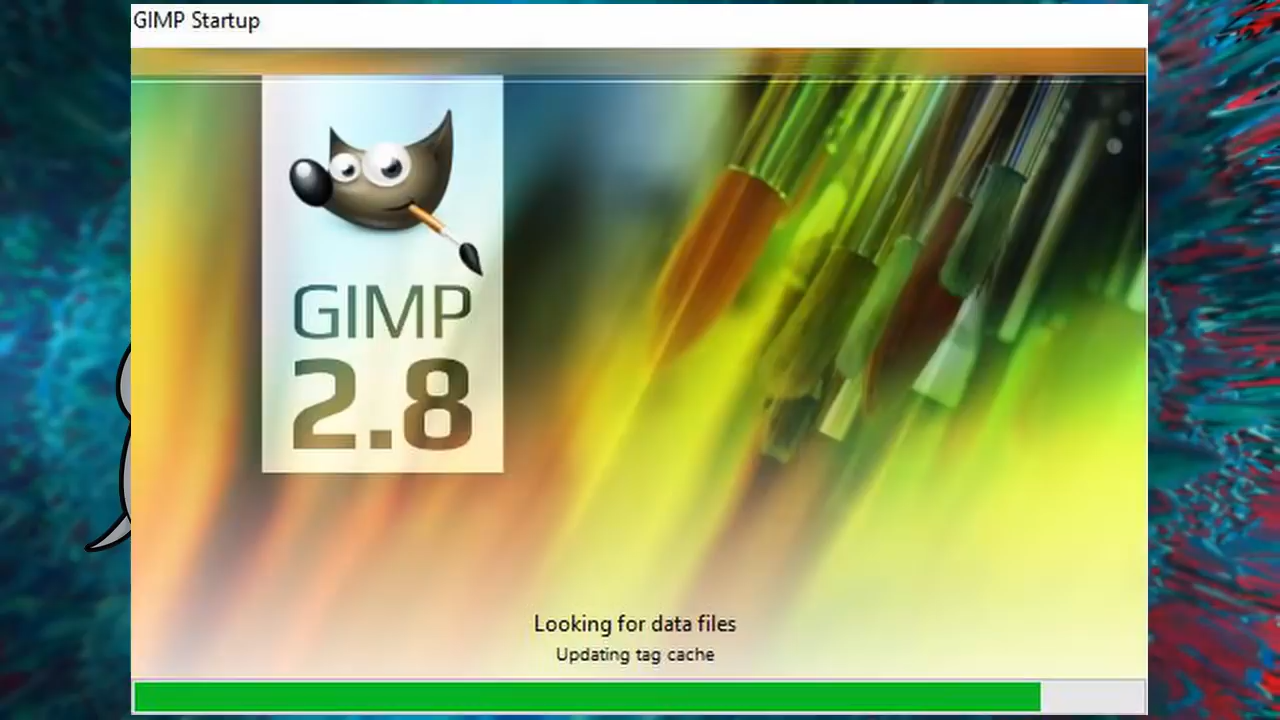 GIMP Startup
GIMP
2.8
Looking for data files
Updating tag cache